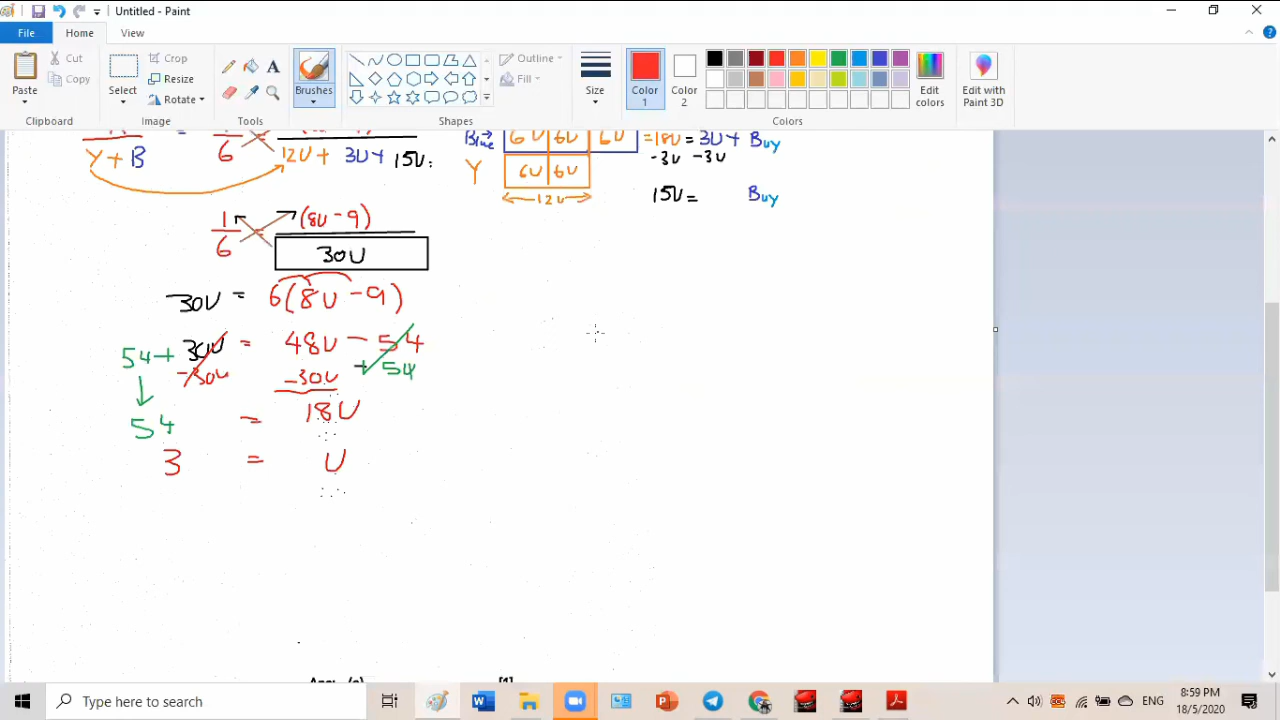 Untitled - Paint
File Home View
Paste
Cut
Copy
Clipboard
Select
Crop
Resize
Rotate
Image
Tools
Brushes
Shapes
Outline
Fill
Size
Color 1
Color 2
Colors
Edit colors
Edit with Paint 3D
Y + B = 1/6 12U + 3U + 15U
Blue → 6U 6U 6U = 18U = 3U + Buy
-3U -3U
Y 6U 6U
12U
15U = Buy
1/6 = (8U - 9)/30U
30U = 6(8U - 9)
54 + 30U = 48U - 54
-30U -30U + 54
54 = 18U
3 = U
[1]
Type here to search
ENG
8:59 PM
18/5/2020